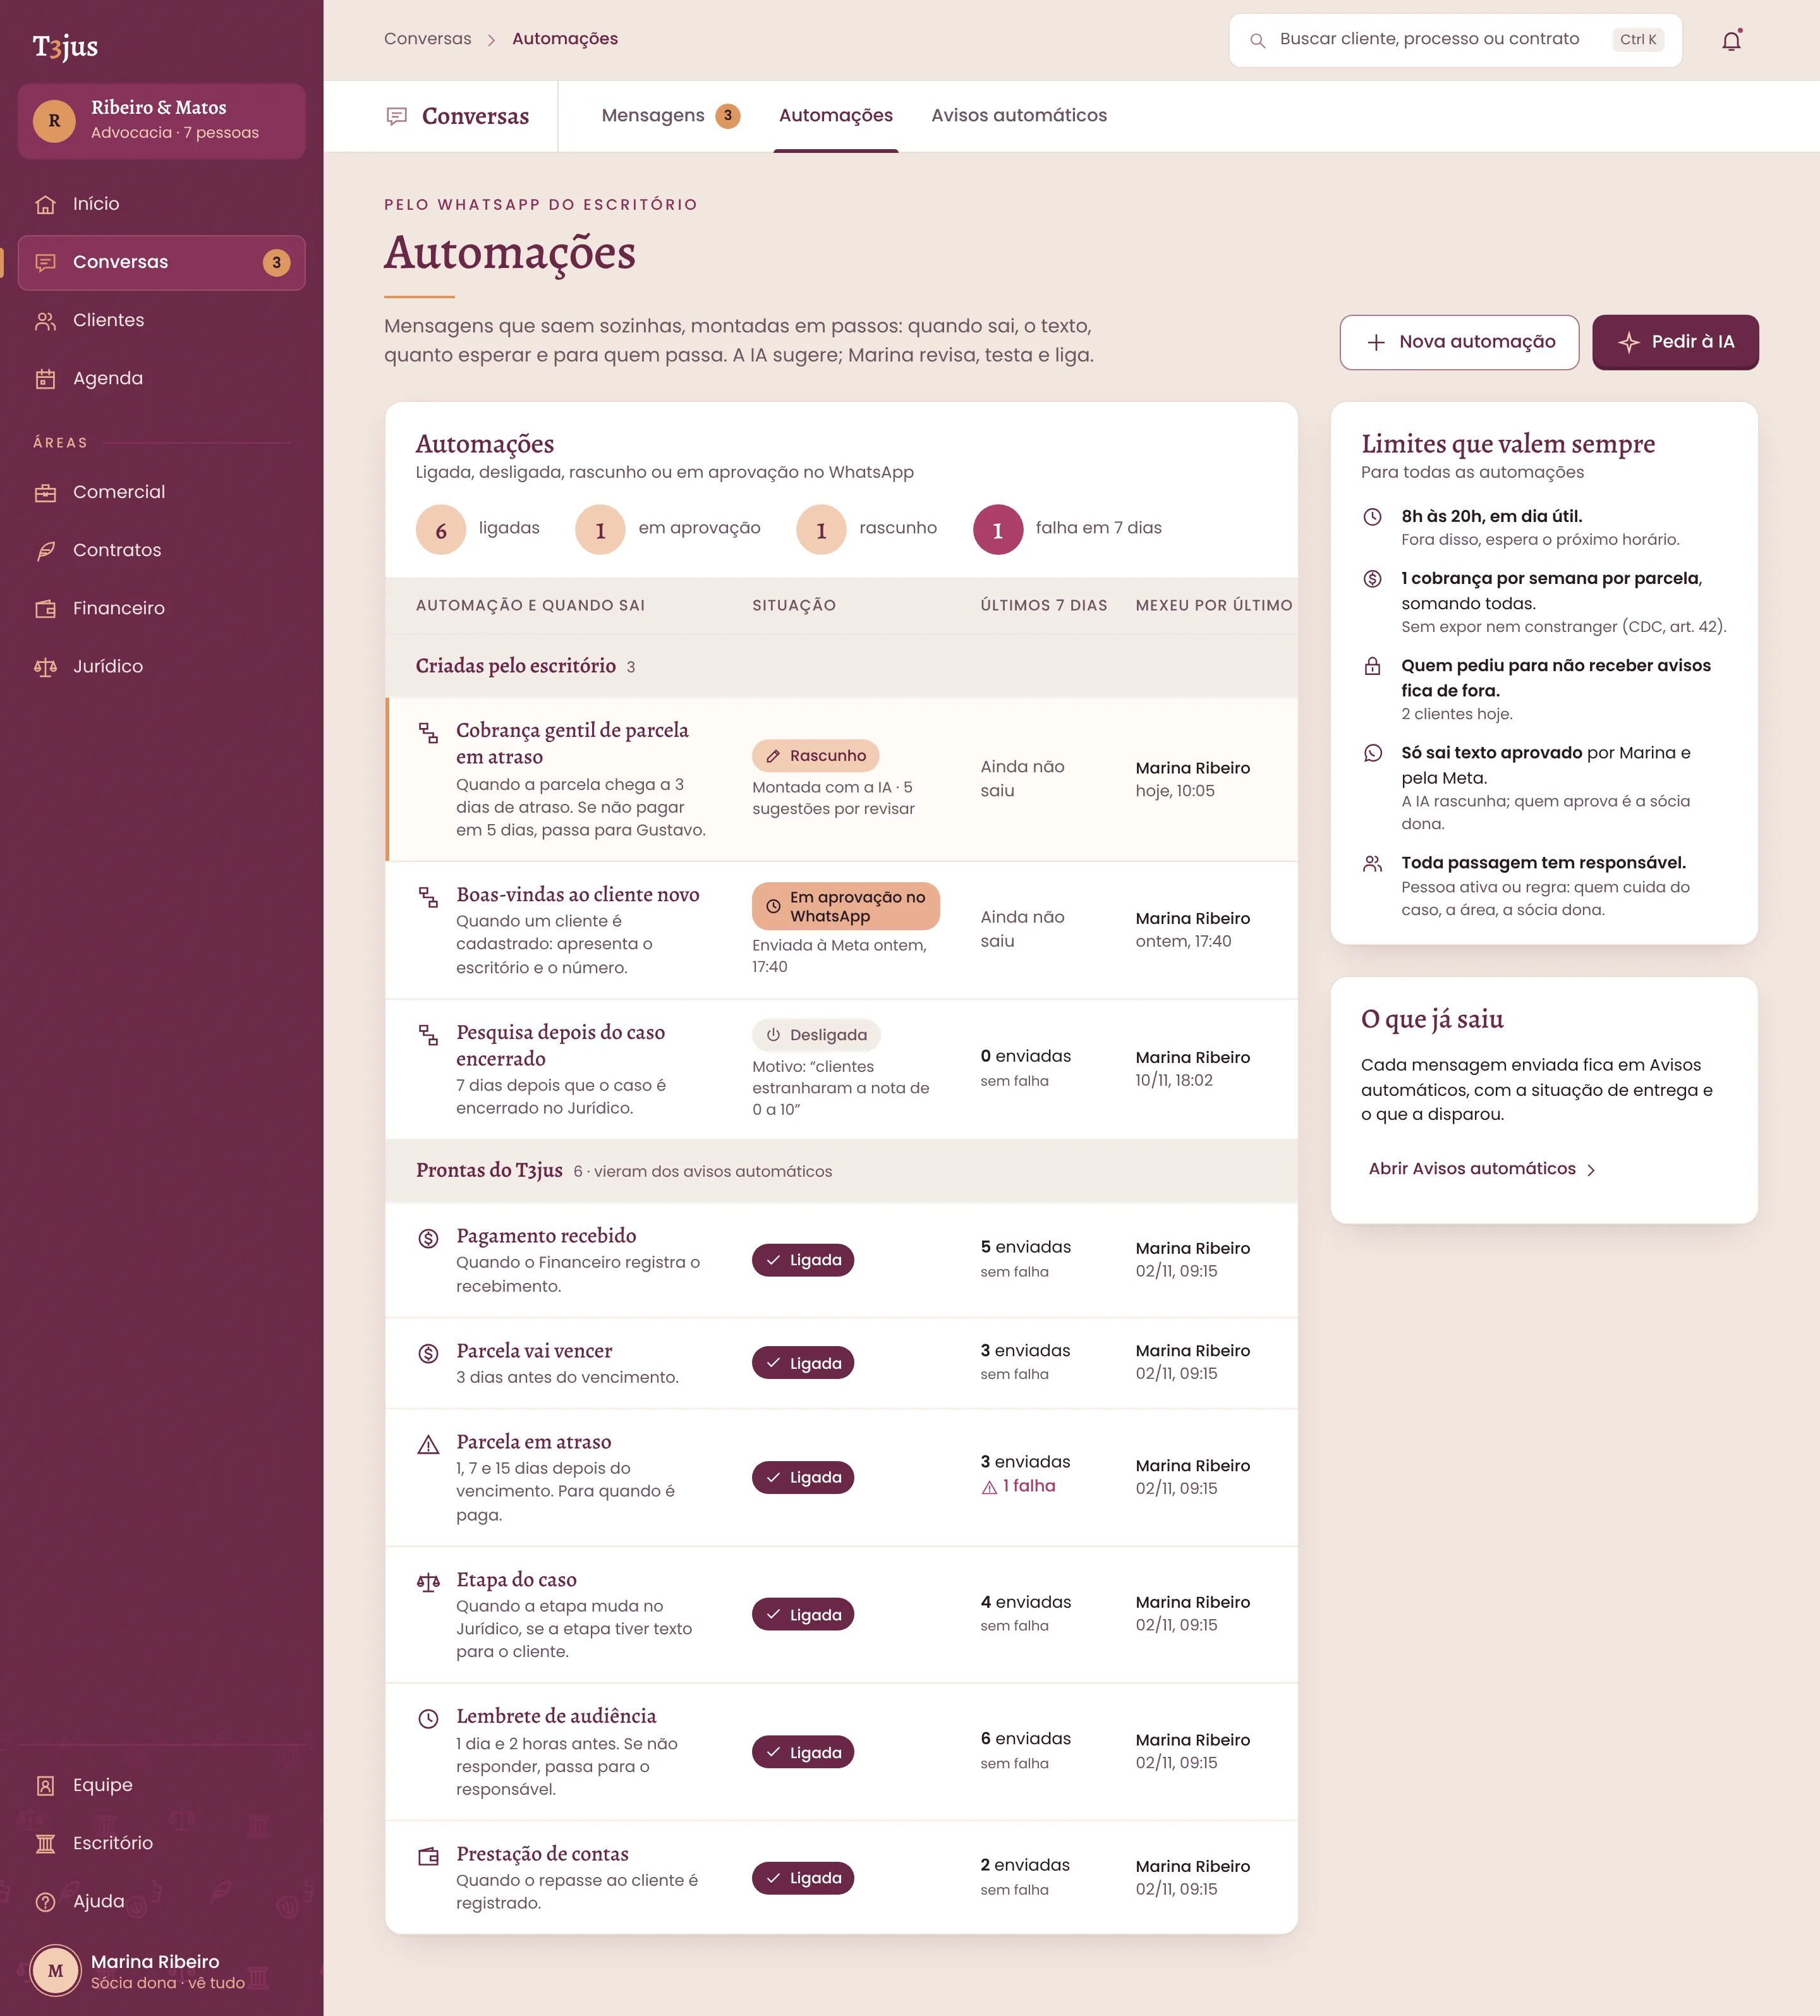 T3jus
R
Ribeiro & Matos
Advocacia · 7 pessoas
Início
Conversas
3
Clientes
Agenda
ÁREAS
Comercial
Contratos
Financeiro
Jurídico
Equipe
Escritório
Ajuda
M
Marina Ribeiro
Sócia dona · vê tudo
Conversas
Automações
Buscar cliente, processo ou contrato
Ctrl K
Conversas
Mensagens 3
Automações
Avisos automáticos
PELO WHATSAPP DO ESCRITÓRIO
Automações
Mensagens que saem sozinhas, montadas em passos: quando sai, o texto,
quanto esperar e para quem passa. A IA sugere; Marina revisa, testa e liga.
Nova automação
Pedir à IA
Automações
Ligada, desligada, rascunho ou em aprovação no WhatsApp
6 ligadas
1 em aprovação
1 rascunho
1 falha em 7 dias
AUTOMAÇÃO E QUANDO SAI
SITUAÇÃO
ÚLTIMOS 7 DIAS
MEXEU POR ÚLTIMO
Criadas pelo escritório 3
Cobrança gentil de parcela
em atraso
Quando a parcela chega a 3
dias de atraso. Se não pagar
em 5 dias, passa para Gustavo.
Rascunho
Montada com a IA · 5
sugestões por revisar
Ainda não
saiu
Marina Ribeiro
hoje, 10:05
Boas-vindas ao cliente novo
Quando um cliente é
cadastrado: apresenta o
escritório e o número.
Em aprovação no
WhatsApp
Enviada à Meta ontem,
17:40
Ainda não
saiu
Marina Ribeiro
ontem, 17:40
Pesquisa depois do caso
encerrado
7 dias depois que o caso é
encerrado no Jurídico.
Desligada
Motivo: “clientes
estranharam a nota de
0 a 10”
0 enviadas
sem falha
Marina Ribeiro
10/11, 18:02
Prontas do T3jus 6 · vieram dos avisos automáticos
Pagamento recebido
Quando o Financeiro registra o
recebimento.
Ligada
5 enviadas
sem falha
Marina Ribeiro
02/11, 09:15
Parcela vai vencer
3 dias antes do vencimento.
Ligada
3 enviadas
sem falha
Marina Ribeiro
02/11, 09:15
Parcela em atraso
1, 7 e 15 dias depois do
vencimento. Para quando é
paga.
Ligada
3 enviadas
1 falha
Marina Ribeiro
02/11, 09:15
Etapa do caso
Quando a etapa muda no
Jurídico, se a etapa tiver texto
para o cliente.
Ligada
4 enviadas
sem falha
Marina Ribeiro
02/11, 09:15
Lembrete de audiência
1 dia e 2 horas antes. Se não
responder, passa para o
responsável.
Ligada
6 enviadas
sem falha
Marina Ribeiro
02/11, 09:15
Prestação de contas
Quando o repasse ao cliente é
registrado.
Ligada
2 enviadas
sem falha
Marina Ribeiro
02/11, 09:15
Limites que valem sempre
Para todas as automações
8h às 20h, em dia útil.
Fora disso, espera o próximo horário.
1 cobrança por semana por parcela,
somando todas.
Sem expor nem constranger (CDC, art. 42).
Quem pediu para não receber avisos
fica de fora.
2 clientes hoje.
Só sai texto aprovado por Marina e
pela Meta.
A IA rascunha; quem aprova é a sócia
dona.
Toda passagem tem responsável.
Pessoa ativa ou regra: quem cuida do
caso, a área, a sócia dona.
O que já saiu
Cada mensagem enviada fica em Avisos
automáticos, com a situação de entrega e
o que a disparou.
Abrir Avisos automáticos